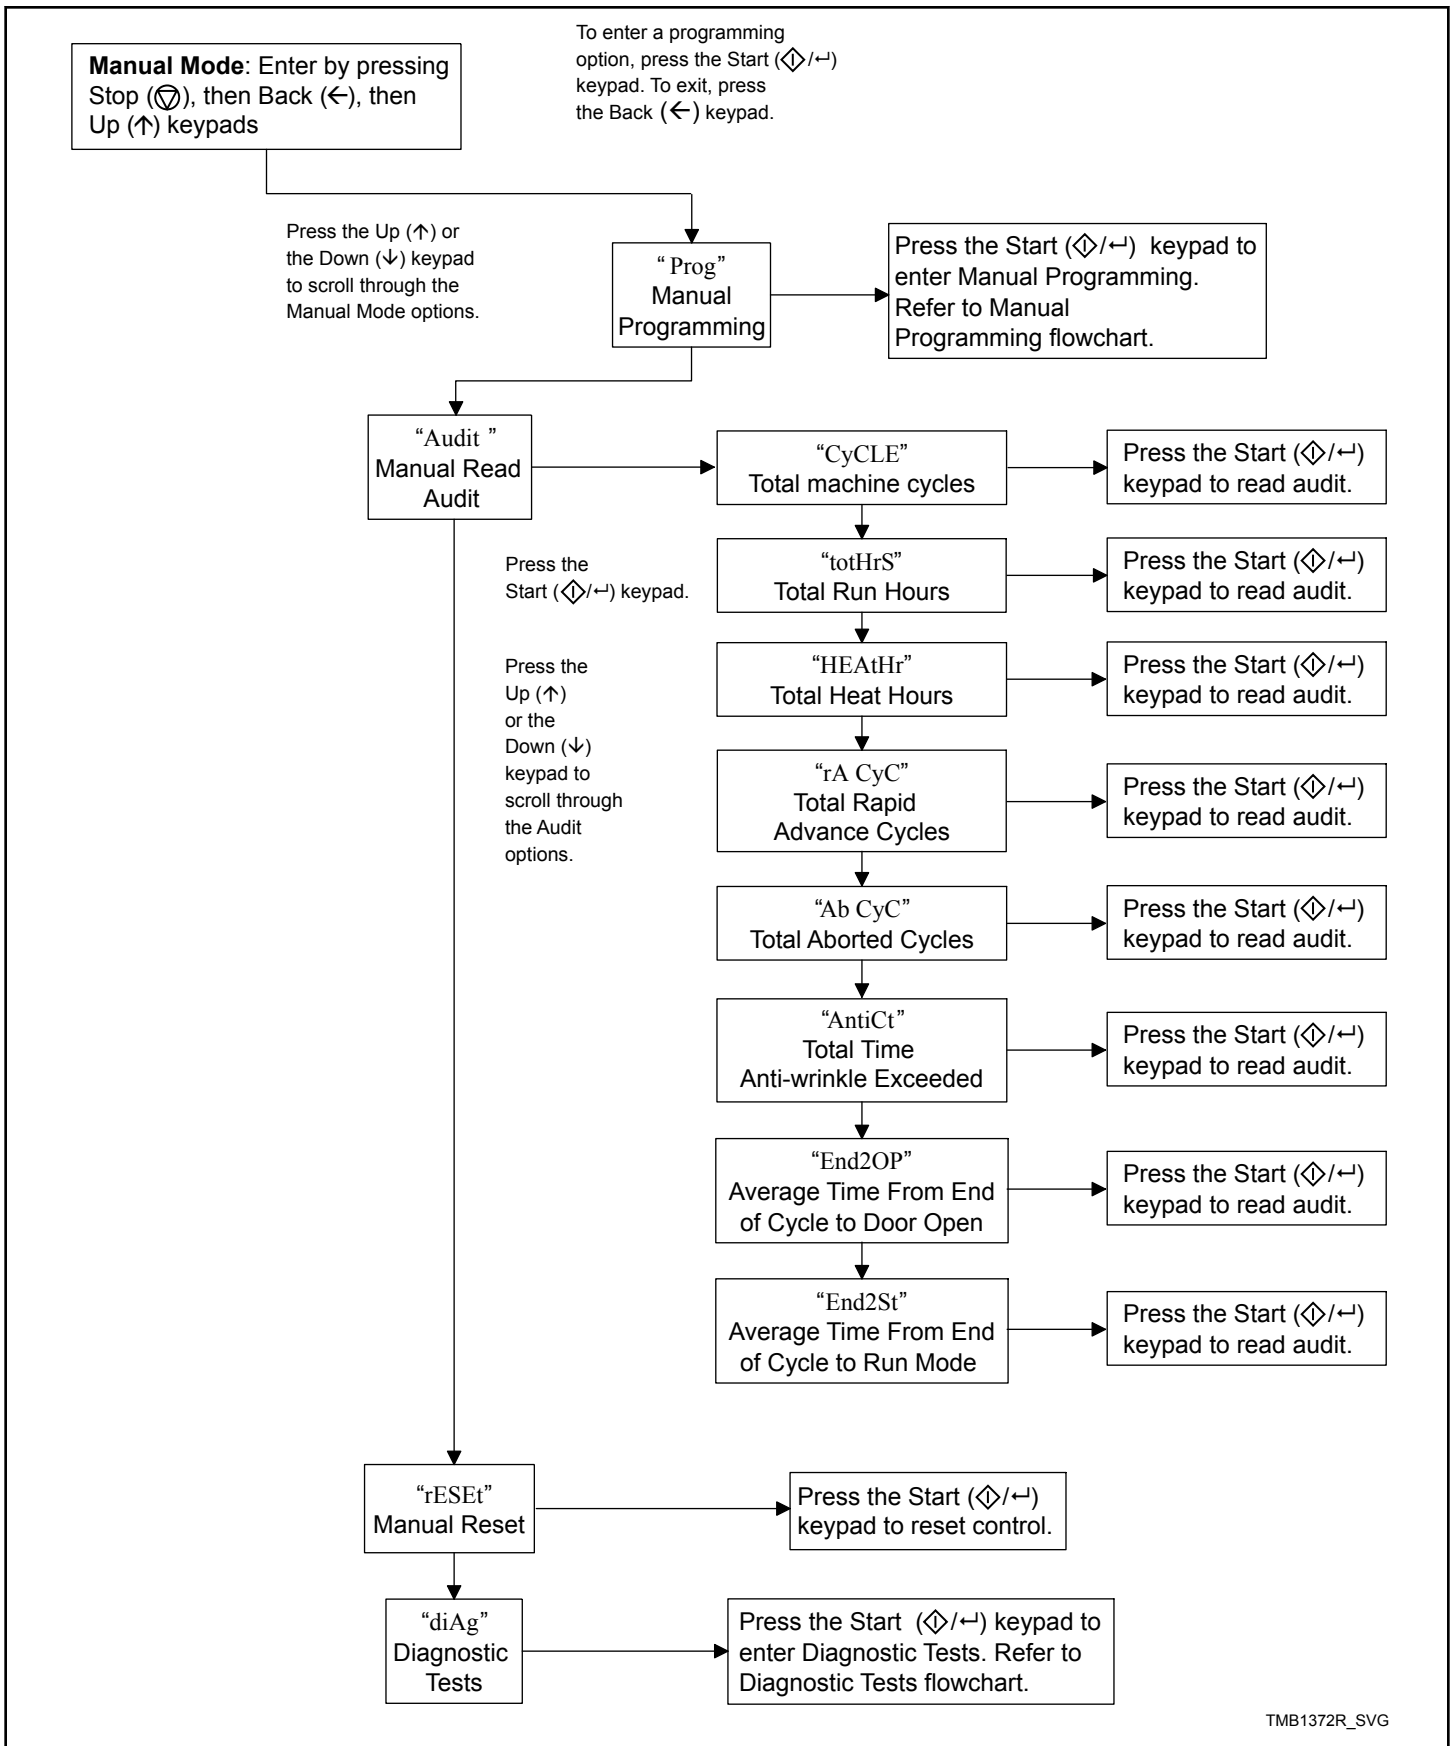 Manual Mode: Enter by pressing
Stop (⎊), then Back (←), then
Up (↑) keypads
To enter a programming
option, press the Start (⟐/↵)
keypad. To exit, press
the Back (←) keypad.
Press the Up (↑) or
the Down (↓) keypad
to scroll through the
Manual Mode options.
“ Prog”
Manual
Programming
Press the Start (⟐/↵) keypad to
enter Manual Programming.
Refer to Manual
Programming flowchart.
“Audit ”
Manual Read
Audit
“CyCLE”
Total machine cycles
Press the Start (⟐/↵)
keypad to read audit.
Press the
Start (⟐/↵) keypad.
“totHrS”
Total Run Hours
Press the Start (⟐/↵)
keypad to read audit.
Press the
Up (↑)
or the
Down (↓)
keypad to
scroll through
the Audit
options.
“HEAtHr”
Total Heat Hours
Press the Start (⟐/↵)
keypad to read audit.
“rA CyC”
Total Rapid
Advance Cycles
Press the Start (⟐/↵)
keypad to read audit.
“Ab CyC”
Total Aborted Cycles
Press the Start (⟐/↵)
keypad to read audit.
“AntiCt”
Total Time
Anti-wrinkle Exceeded
Press the Start (⟐/↵)
keypad to read audit.
“End2OP”
Average Time From End
of Cycle to Door Open
Press the Start (⟐/↵)
keypad to read audit.
“End2St”
Average Time From End
of Cycle to Run Mode
Press the Start (⟐/↵)
keypad to read audit.
“rESEt”
Manual Reset
Press the Start (⟐/↵)
keypad to reset control.
“diAg”
Diagnostic
Tests
Press the Start (⟐/↵) keypad to
enter Diagnostic Tests. Refer to
Diagnostic Tests flowchart.
TMB1372R_SVG